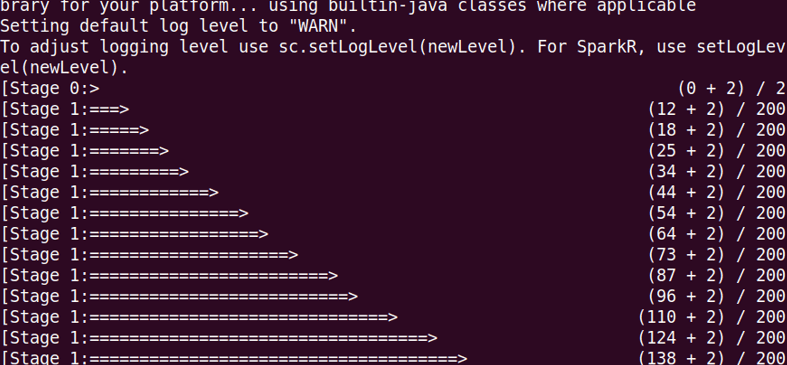 brary for your platform... using builtin-java classes where applicable
Setting default log level to "WARN".
To adjust logging level use sc.setLogLevel(newLevel). For SparkR, use setLogLev
el(newLevel).
[Stage 0:>                                                          (0 + 2) / 2
[Stage 1:===>                                                    (12 + 2) / 200
[Stage 1:=====>                                                  (18 + 2) / 200
[Stage 1:=======>                                                (25 + 2) / 200
[Stage 1:=========>                                              (34 + 2) / 200
[Stage 1:============>                                           (44 + 2) / 200
[Stage 1:===============>                                        (54 + 2) / 200
[Stage 1:=================>                                      (64 + 2) / 200
[Stage 1:====================>                                   (73 + 2) / 200
[Stage 1:========================>                               (87 + 2) / 200
[Stage 1:==========================>                             (96 + 2) / 200
[Stage 1:==============================>                        (110 + 2) / 200
[Stage 1:==================================>                    (124 + 2) / 200
[Stage 1:=====================================>                 (138 + 2) / 200